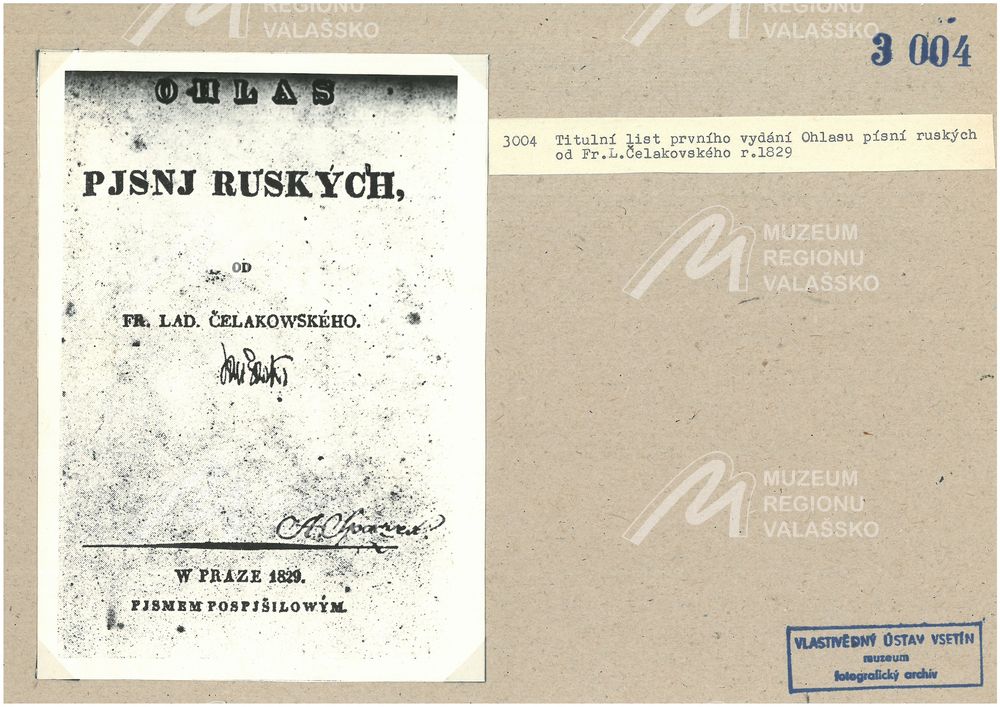 MUZEUM
REGIONU
VALAŠSKO
REGIONU
VALAŠSKO
3 004
OHLAS
PJSNJ RUSKÝCH,
OD
FR. LAD. ČELAKOWSKÉHO.
W PRAZE 1829.
PJSMEM POSPJŠILOWÝM.
3004 Titulní list prvního vydání Ohlasu písní ruských
od Fr.L.Čelakovského r.1829
MUZEUM
REGIONU
VALAŠSKO
MUZEUM
REGIONU
VALAŠSKO
VLASTIVĚDNÝ ÚSTAV VSETÍN
muzeum
fotografický archiv